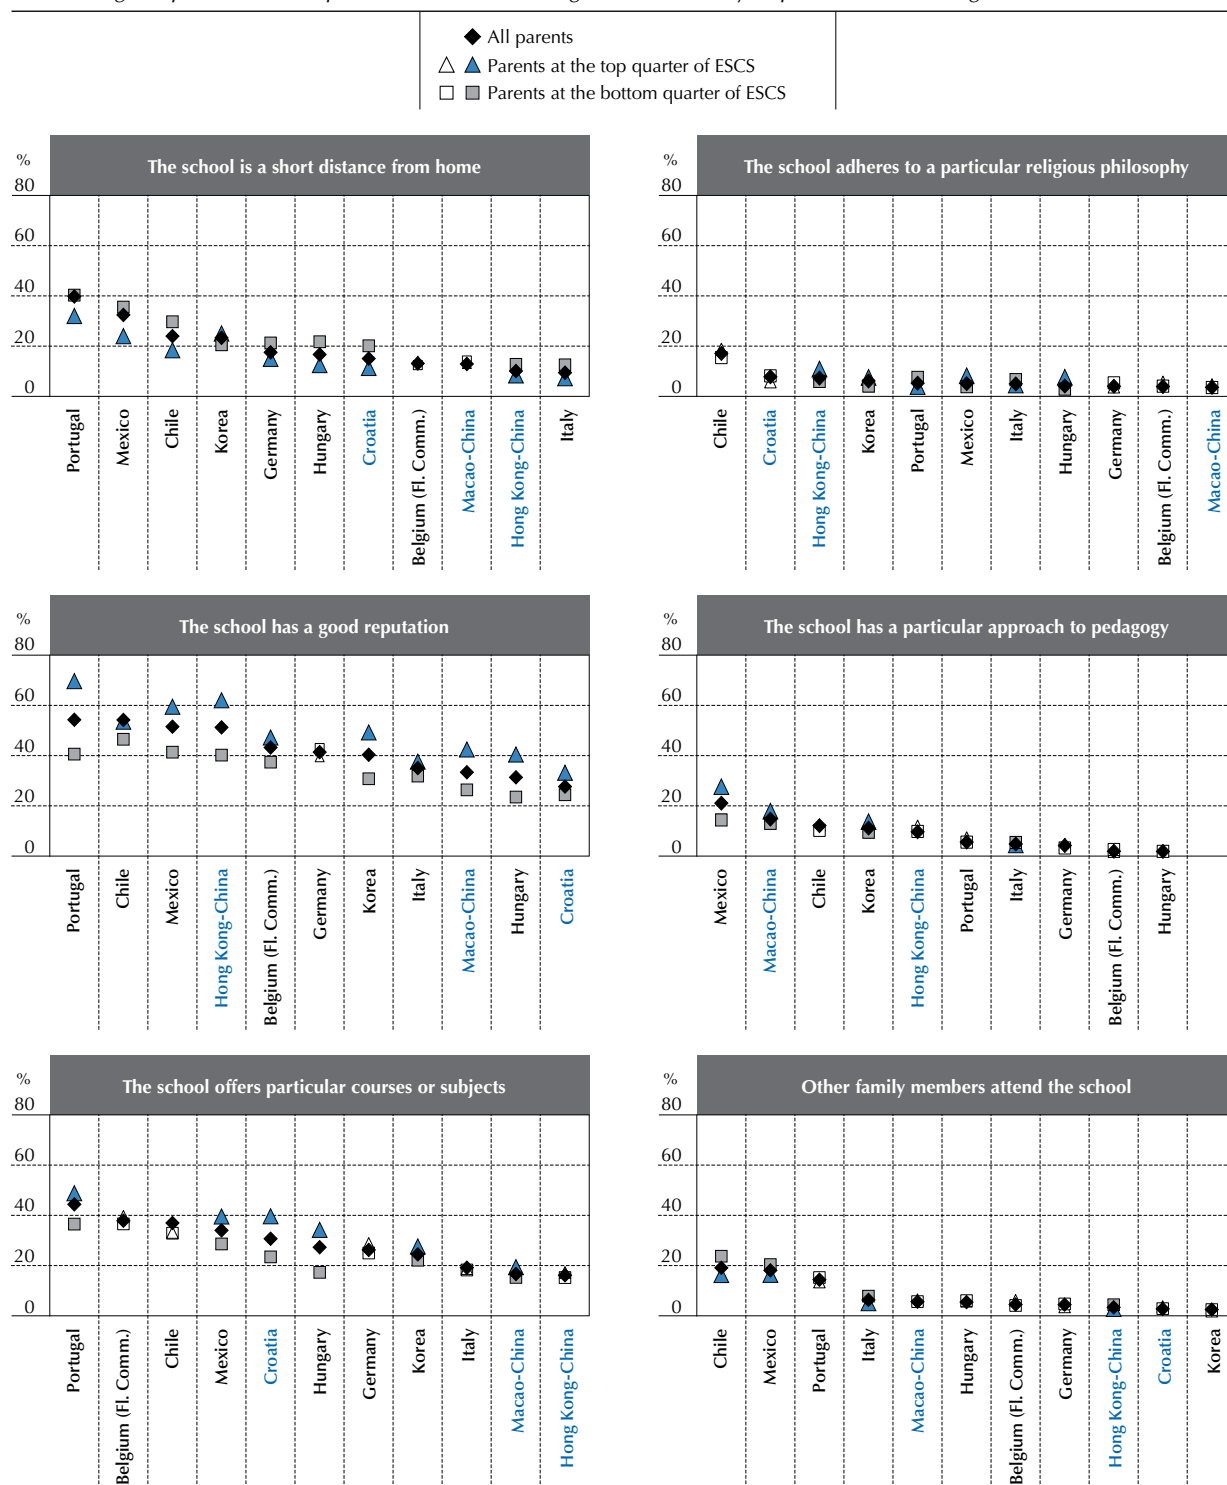 All parents
Parents at the top quarter of ESCS
Parents at the bottom quarter of ESCS
%
The school is a short distance from home
80
60
40
20
0
Portugal
Mexico
Chile
Korea
Germany
Hungary
Croatia
Belgium (Fl. Comm.)
Macao-China
Hong Kong-China
Italy
%
The school adheres to a particular religious philosophy
80
60
40
20
0
Chile
Croatia
Hong Kong-China
Korea
Portugal
Mexico
Italy
Hungary
Germany
Belgium (Fl. Comm.)
Macao-China
%
The school has a good reputation
80
60
40
20
0
Portugal
Chile
Mexico
Hong Kong-China
Belgium (Fl. Comm.)
Germany
Korea
Italy
Macao-China
Hungary
Croatia
%
The school has a particular approach to pedagogy
80
60
40
20
0
Mexico
Macao-China
Chile
Korea
Hong Kong-China
Portugal
Italy
Germany
Belgium (Fl. Comm.)
Hungary
%
The school offers particular courses or subjects
80
60
40
20
0
Portugal
Belgium (Fl. Comm.)
Chile
Mexico
Croatia
Hungary
Germany
Korea
Italy
Macao-China
Hong Kong-China
%
Other family members attend the school
80
60
40
20
0
Chile
Mexico
Portugal
Italy
Macao-China
Hungary
Belgium (Fl. Comm.)
Germany
Hong Kong-China
Croatia
Korea